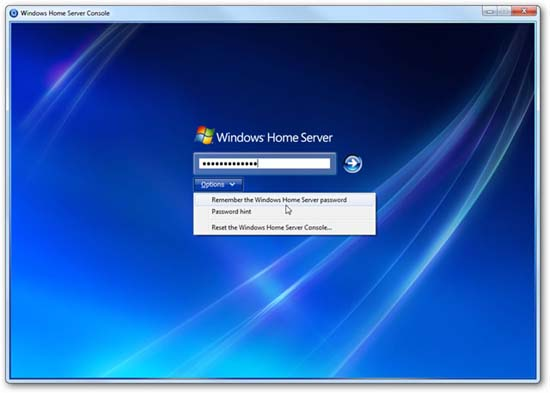 Windows Home Server Console
Windows Home Server
Options
Remember the Windows Home Server password
Password hint
Reset the Windows Home Server Console...